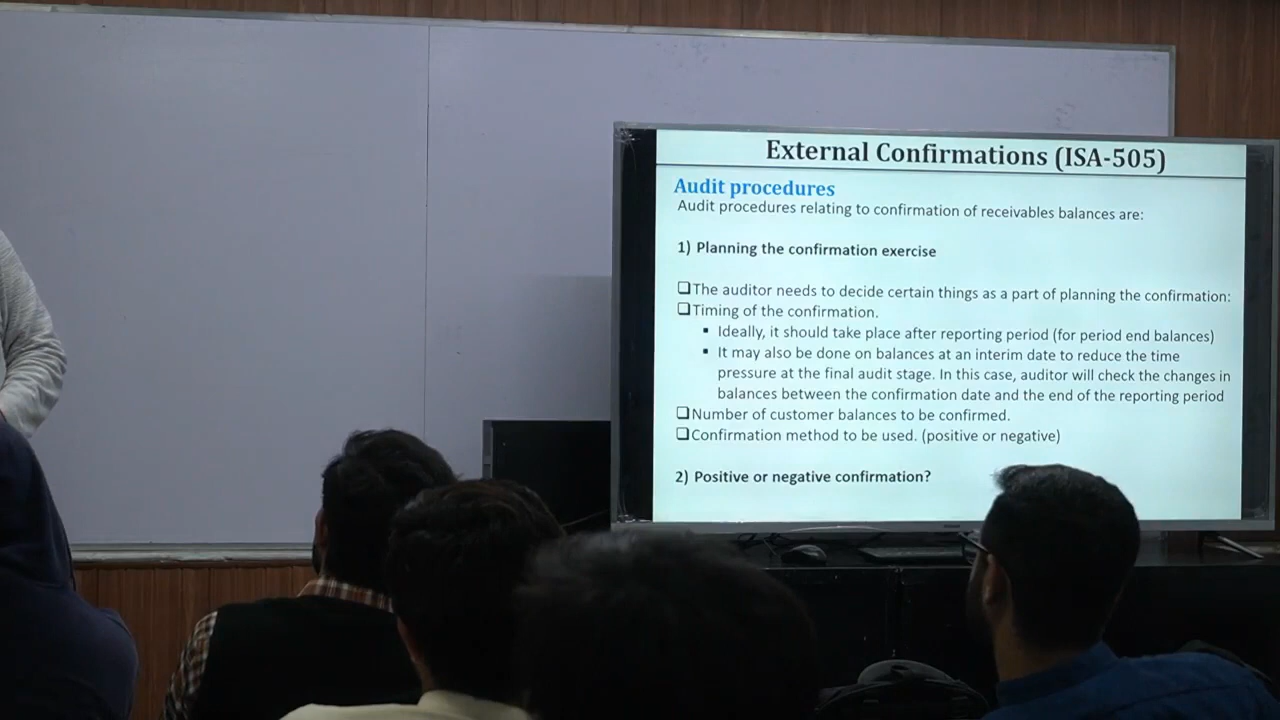 External Confirmations (ISA-505)
Audit procedures
Audit procedures relating to confirmation of receivables balances are:
1) Planning the confirmation exercise
❑The auditor needs to decide certain things as a part of planning the confirmation:
❑Timing of the confirmation.
▪ Ideally, it should take place after reporting period (for period end balances)
▪ It may also be done on balances at an interim date to reduce the time
pressure at the final audit stage. In this case, auditor will check the changes in
balances between the confirmation date and the end of the reporting period
❑Number of customer balances to be confirmed.
❑Confirmation method to be used. (positive or negative)
2) Positive or negative confirmation?